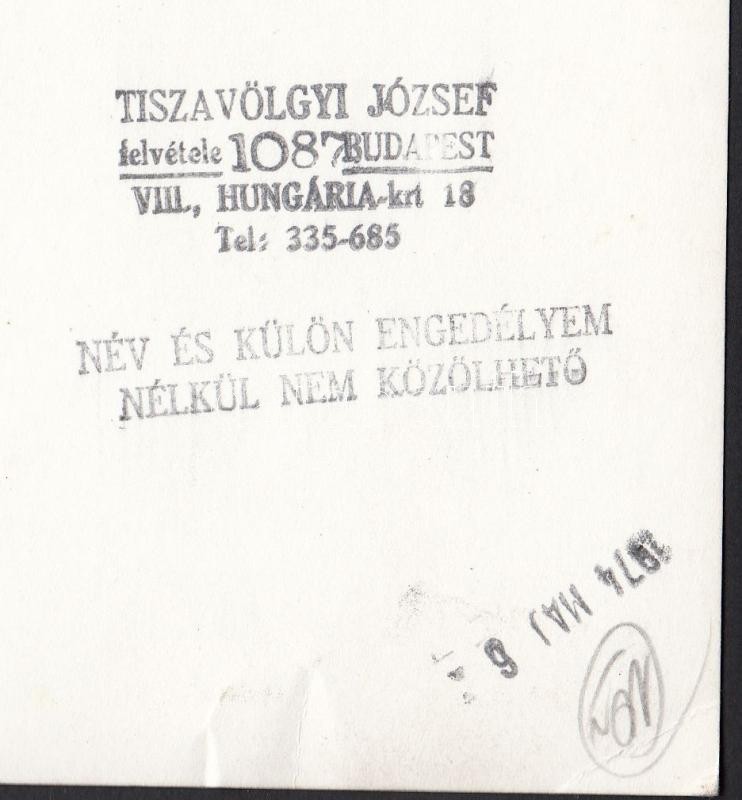 TISZAVÖLGYI JÓZSEF
felvétele 1087 BUDAPEST
VIII., HUNGÁRIA-krt 18
Tel: 335-685
NÉV ÉS KÜLÖN ENGEDÉLYEM
NÉLKÜL NEM KÖZÖLHETŐ
1974 MAJ 6